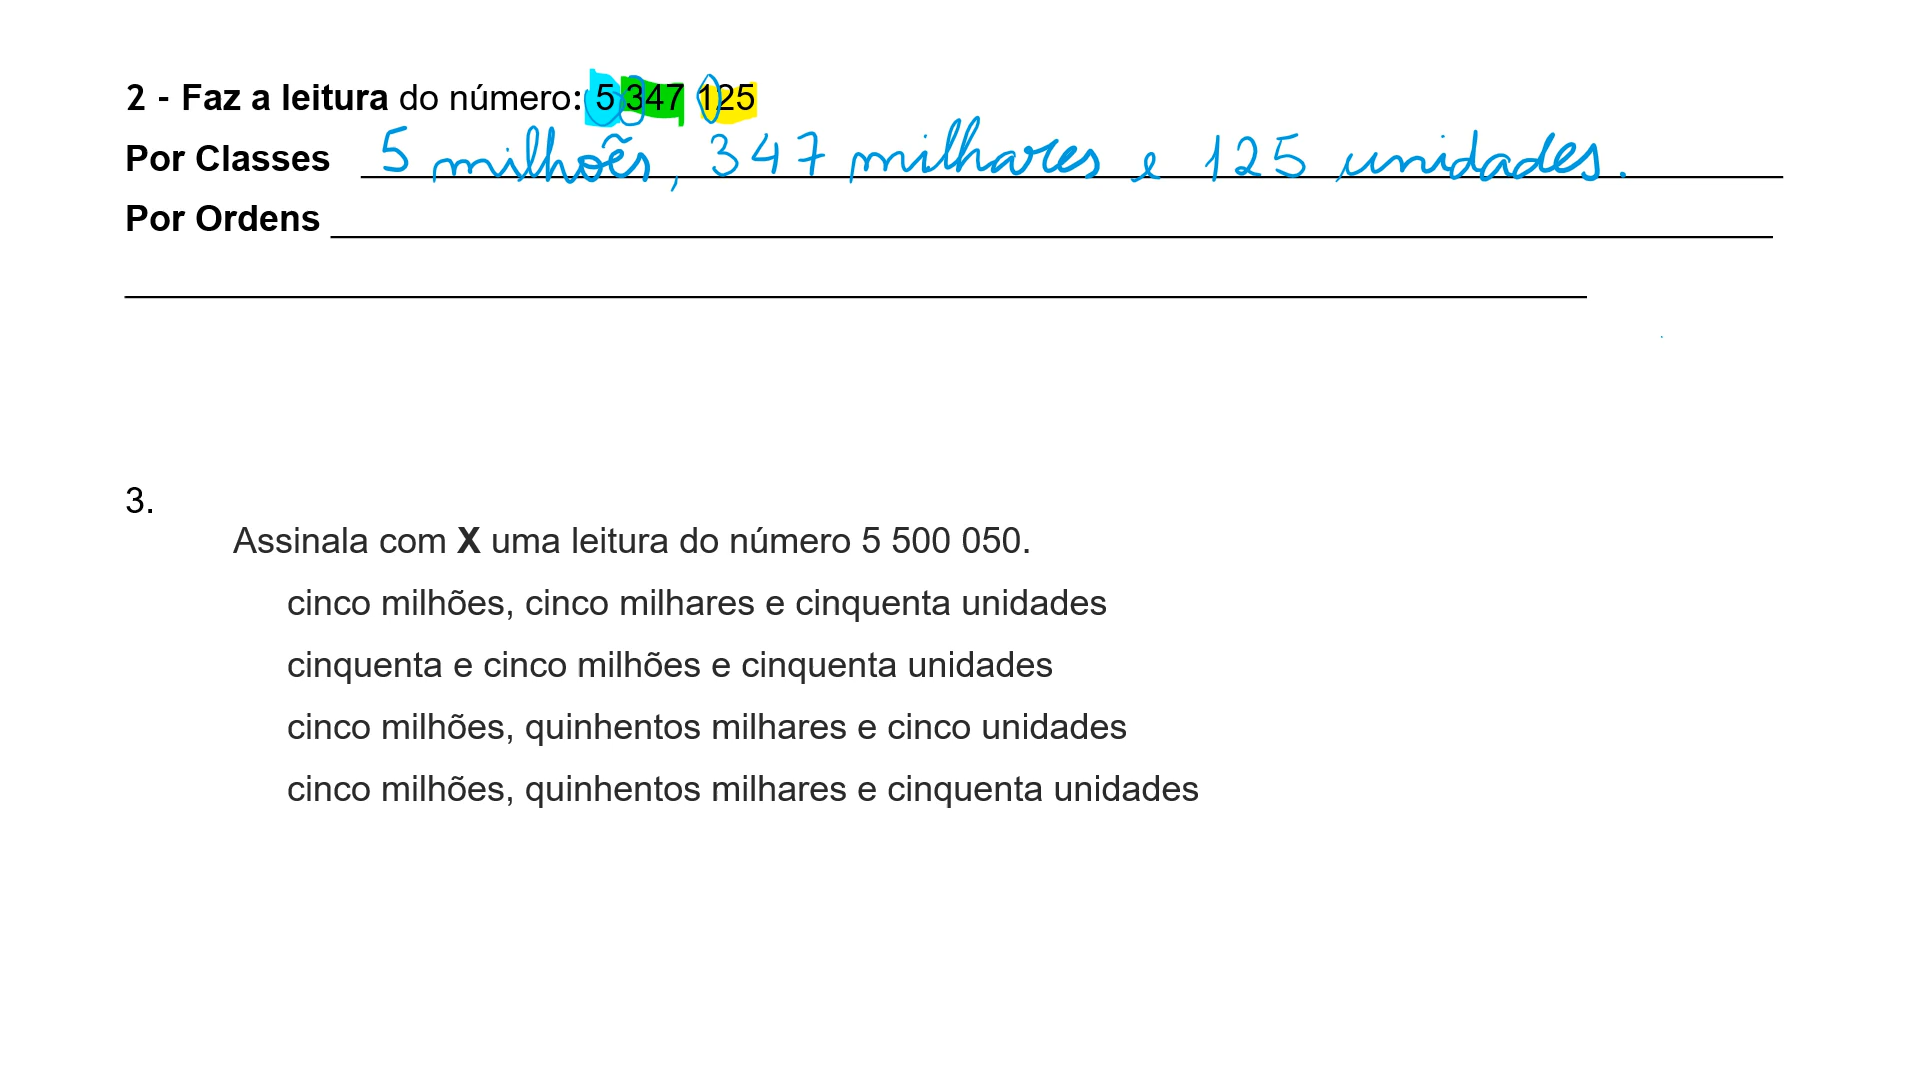 2 - Faz a leitura do número: 5 347 125
Por Classes 5 milhões, 347 milhares e 125 unidades.
Por Ordens
3.
Assinala com X uma leitura do número 5 500 050.
cinco milhões, cinco milhares e cinquenta unidades
cinquenta e cinco milhões e cinquenta unidades
cinco milhões, quinhentos milhares e cinco unidades
cinco milhões, quinhentos milhares e cinquenta unidades